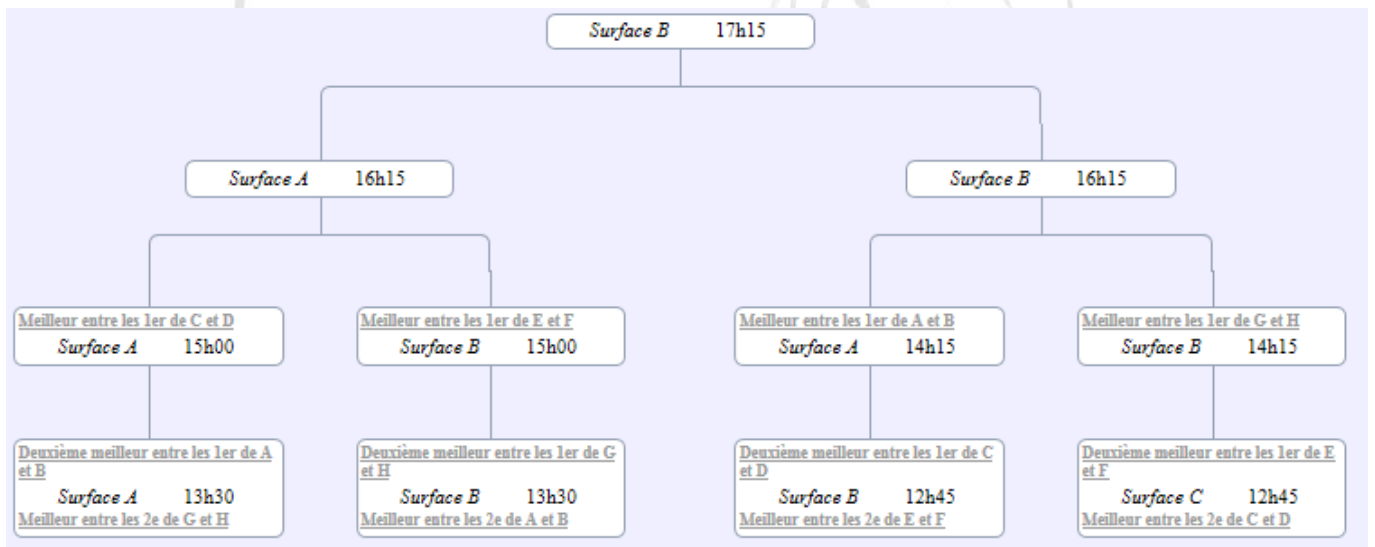 Surface B 17h15
Surface A 16h15
Surface B 16h15
Meilleur entre les 1er de C et D
Surface A 15h00
Meilleur entre les 1er de E et F
Surface B 15h00
Meilleur entre les 1er de A et B
Surface A 14h15
Meilleur entre les 1er de G et H
Surface B 14h15
Deuxième meilleur entre les 1er de A
et B
Surface A 13h30
Meilleur entre les 2e de G et H
Deuxième meilleur entre les 1er de G
et H
Surface B 13h30
Meilleur entre les 2e de A et B
Deuxième meilleur entre les 1er de C
et D
Surface B 12h45
Meilleur entre les 2e de E et F
Deuxième meilleur entre les 1er de E
et F
Surface C 12h45
Meilleur entre les 2e de C et D